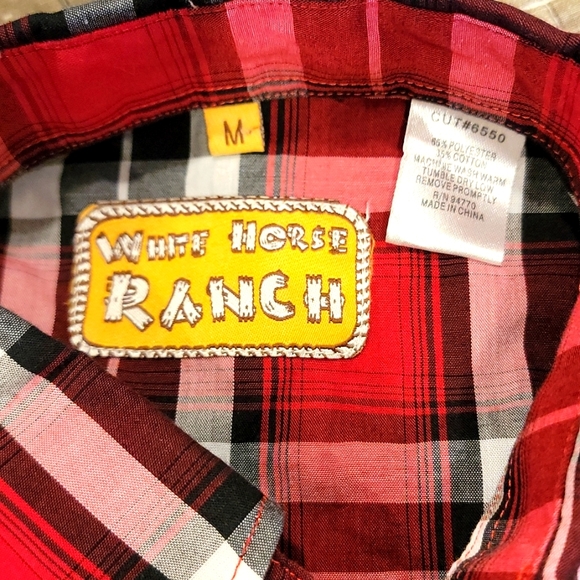 M
WHITE HORSE
RANCH
CUT#6550
65% POLYESTER
35% COTTON
MACHINE WASH WARM
TUMBLE DRY LOW
REMOVE PROMPTLY
R/N 94770
MADE IN CHINA